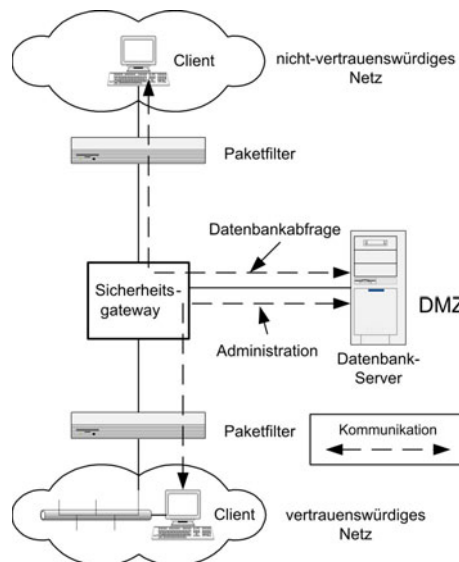 Client
nicht-vertrauenswürdiges
Netz
Paketfilter
Datenbankabfrage
Sicherheits-
gateway
DMZ
Administration
Datenbank-
Server
Paketfilter
Kommunikation
Client
vertrauenswürdiges
Netz